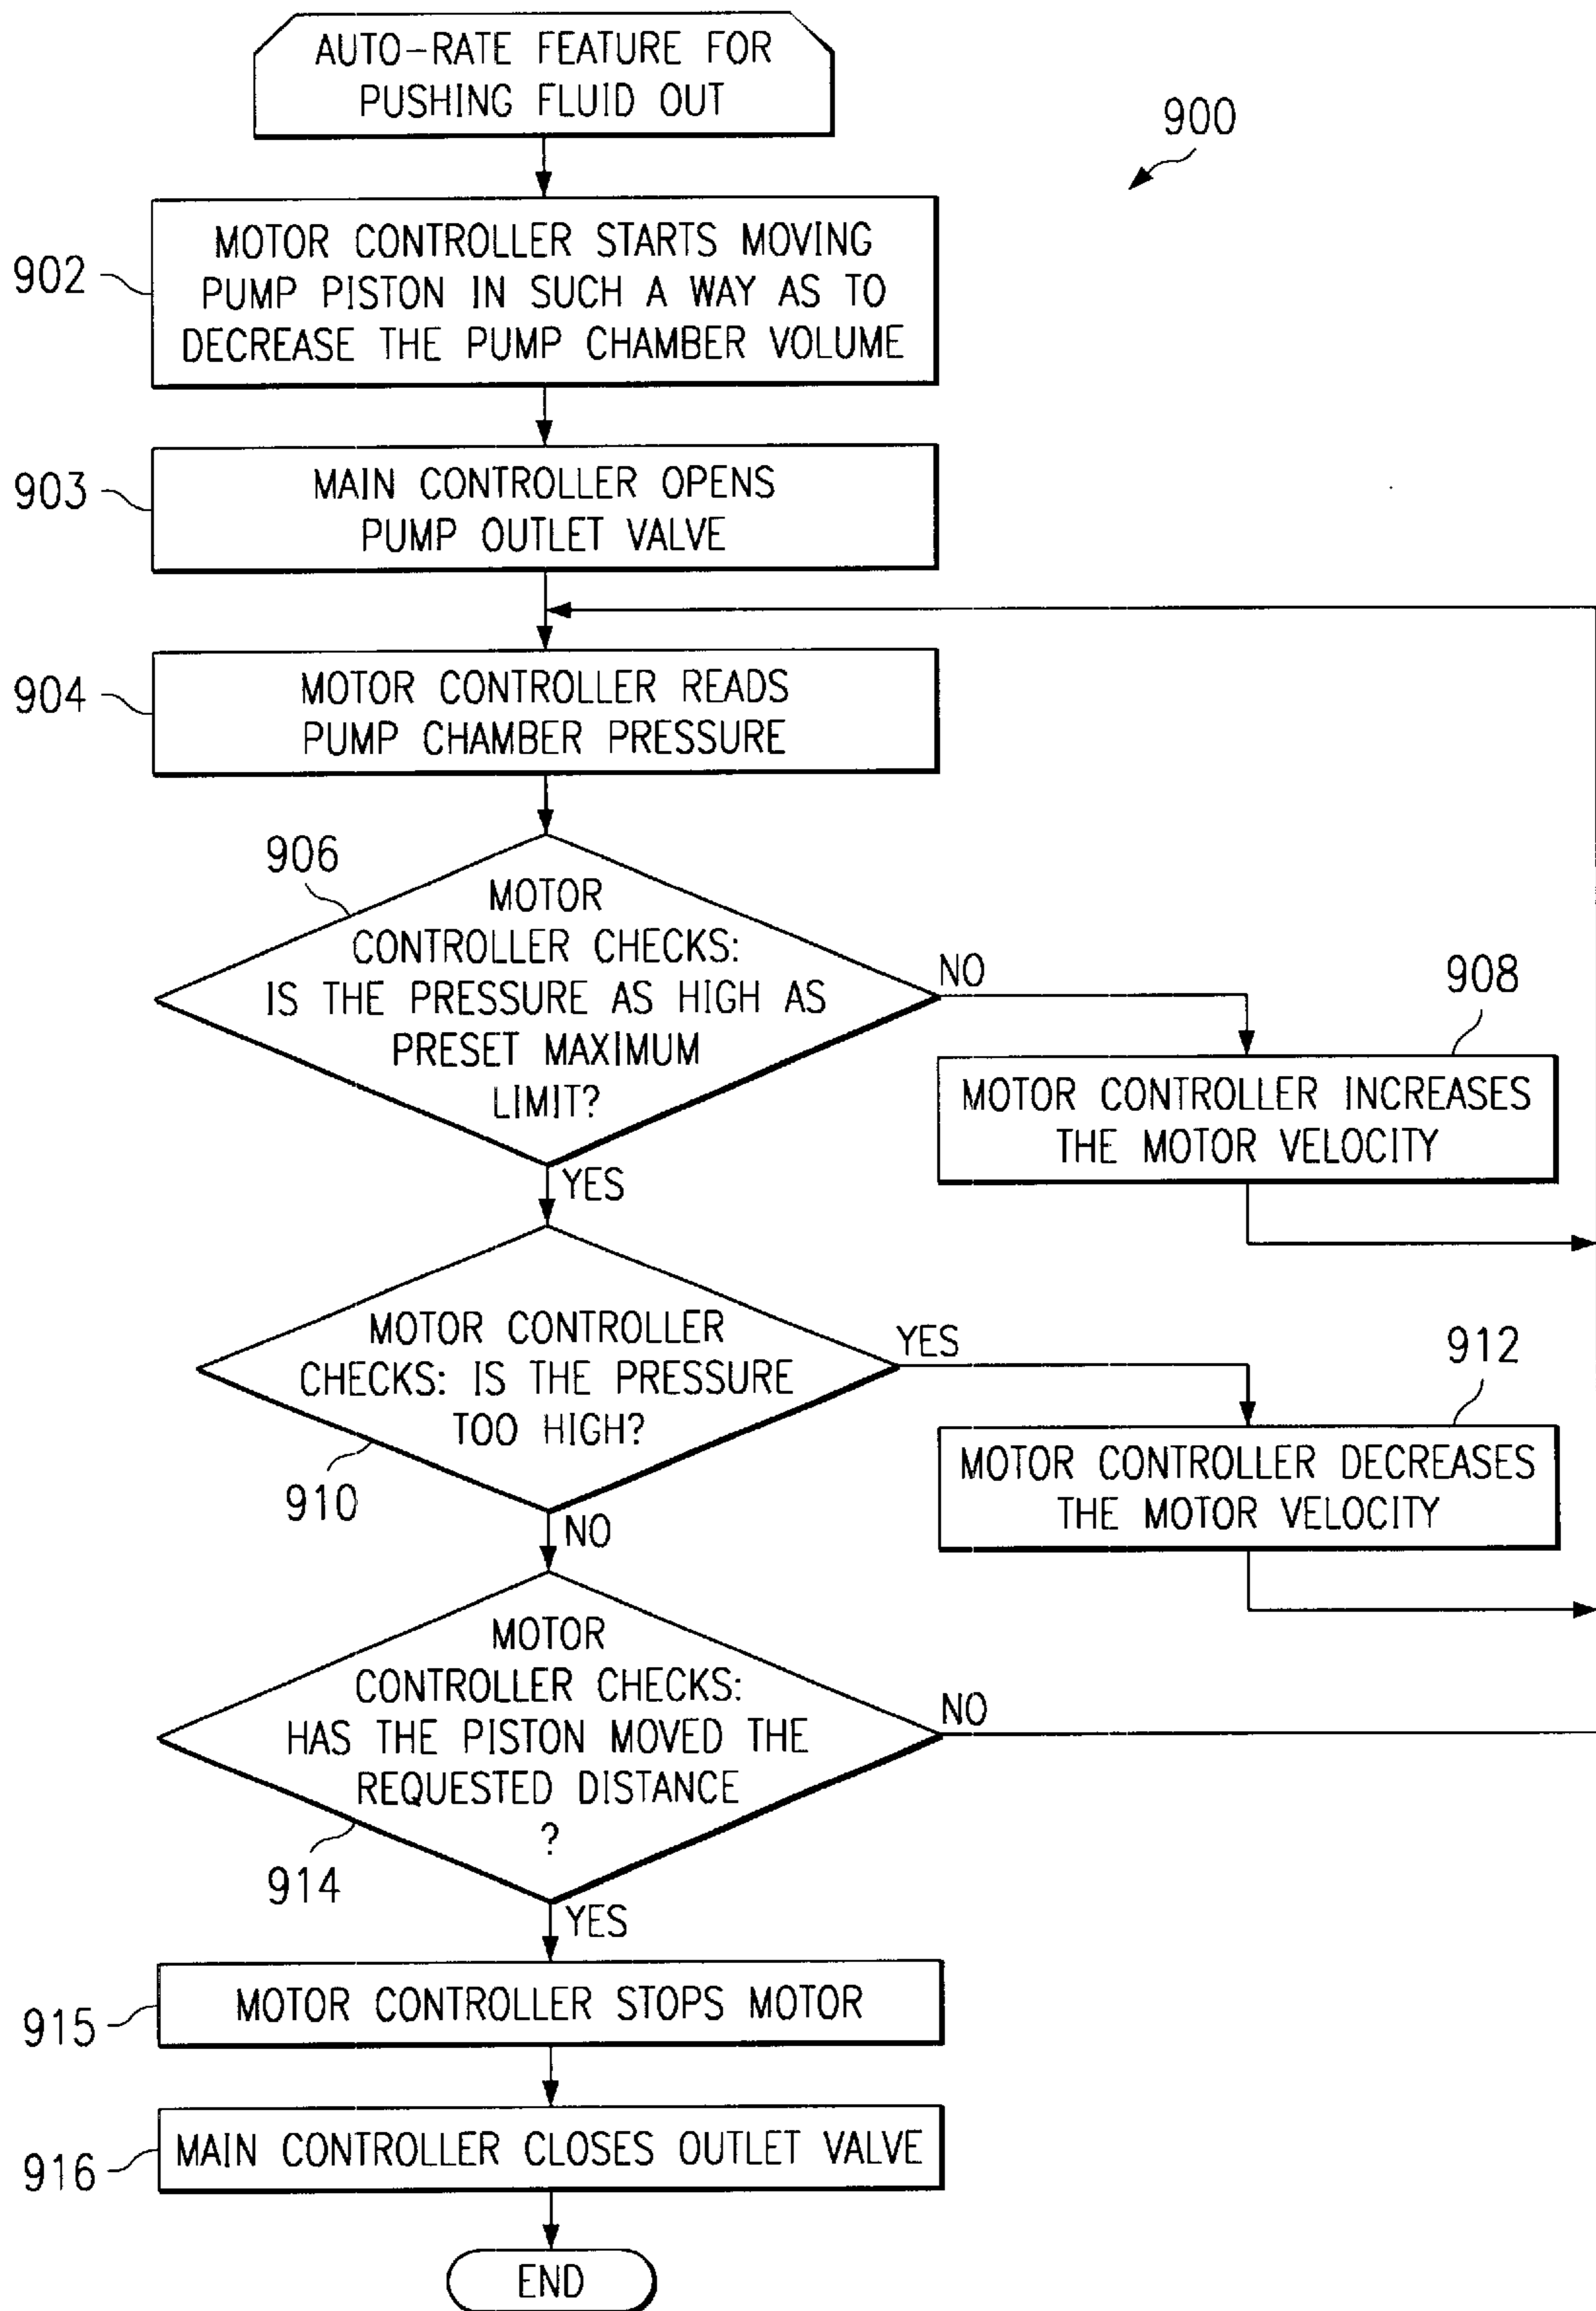 AUTO-RATE FEATURE FOR
PUSHING FLUID OUT
900
902
MOTOR CONTROLLER STARTS MOVING
PUMP PISTON IN SUCH A WAY AS TO
DECREASE THE PUMP CHAMBER VOLUME
903
MAIN CONTROLLER OPENS
PUMP OUTLET VALVE
904
MOTOR CONTROLLER READS
PUMP CHAMBER PRESSURE
906
MOTOR
CONTROLLER CHECKS:
IS THE PRESSURE AS HIGH AS
PRESET MAXIMUM
LIMIT?
NO
908
MOTOR CONTROLLER INCREASES
THE MOTOR VELOCITY
YES
MOTOR CONTROLLER
CHECKS: IS THE PRESSURE
TOO HIGH?
910
YES
912
MOTOR CONTROLLER DECREASES
THE MOTOR VELOCITY
NO
MOTOR
CONTROLLER CHECKS:
HAS THE PISTON MOVED THE
REQUESTED DISTANCE
?
914
NO
YES
915
MOTOR CONTROLLER STOPS MOTOR
916
MAIN CONTROLLER CLOSES OUTLET VALVE
END